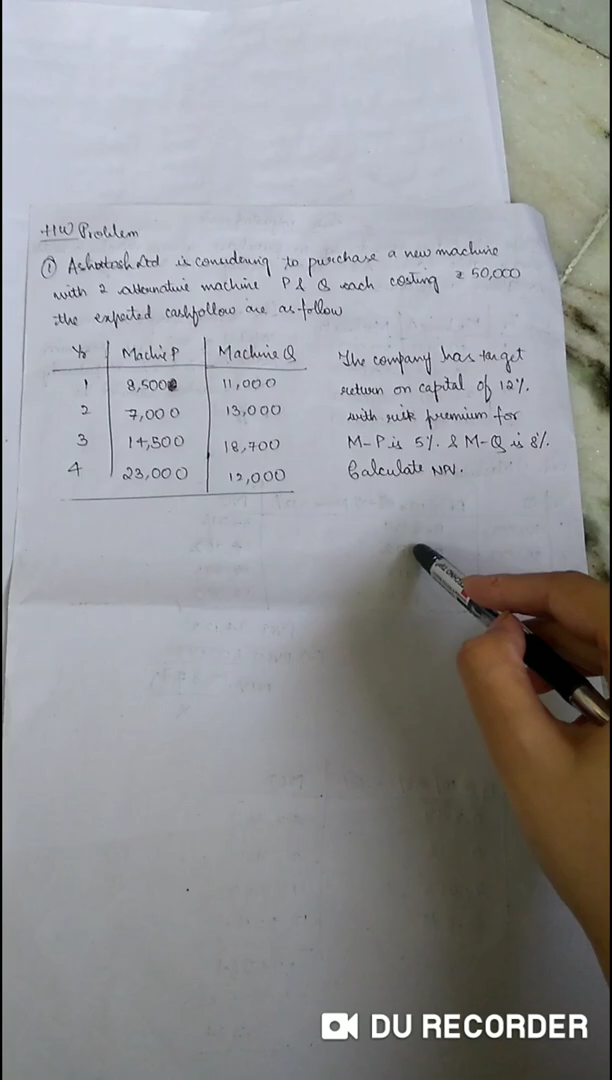 HW Problem
① Ashootosh Ltd is considering to purchase a new machine
with 2 alternative machine P & Q each costing ₹ 50,000
the expected cashfollow are as follow
Yr Machie P Machine Q
1 8,500 11,000
2 7,000 13,000
3 14,500 18,700
4 23,000 12,000
The company has target
return on capital of 12%.
with risk premium for
M-P is 5%. & M-Q is 8%.
Calculate NPV.
DU RECORDER